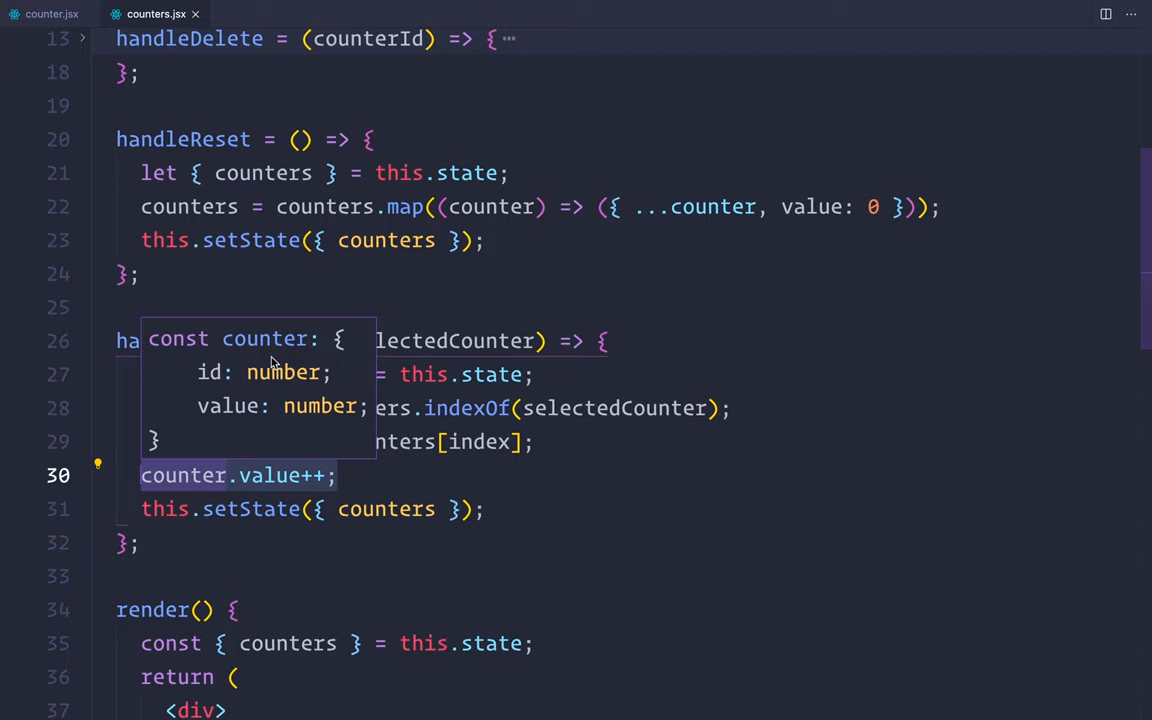 counter.jsx
counters.jsx
13 handleDelete = (counterId) => {
18 };
19
20 handleReset = () => {
21 let { counters } = this.state;
22 counters = counters.map((counter) => ({ ...counter, value: 0 }));
23 this.setState({ counters });
24 };
25
26 ha lectedCounter) => {
27 = this.state;
28 ers.indexOf(selectedCounter);
29 nters[index];
const counter: {
id: number;
value: number;
}
30 counter.value++;
31 this.setState({ counters });
32 };
33
34 render() {
35 const { counters } = this.state;
36 return (
37 <div>